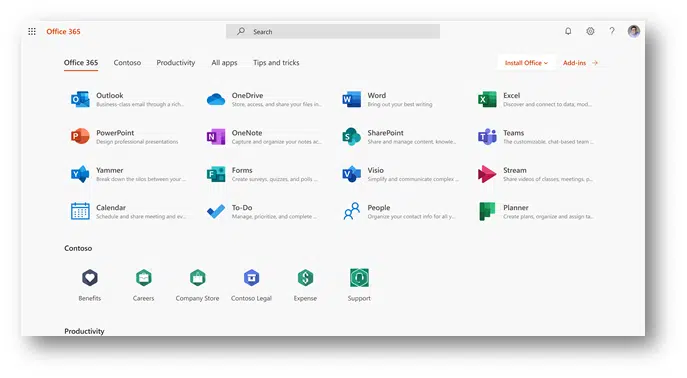 Office 365
Search
Office 365 Contoso Productivity All apps Tips and tricks Install Office Add-ins
Outlook OneDrive Word Excel
Business-class email through a rich... Store, access, and share your files in... Bring out your best writing Discover and connect to data, mod...
PowerPoint OneNote SharePoint Teams
Design professional presentations Capture and organize your notes ac... Share and manage content, knowle... The customizable, chat-based team ...
Yammer Forms Visio Stream
Break down the silos between your ... Create surveys, quizzes, and polls ... Simplify and communicate complex ... Share videos of classes, meetings, p...
Calendar To-Do People Planner
Schedule and share meeting and ev... Manage, prioritize, and complete ... Organize your contact info for all y... Create plans, organize and assign ta...
Contoso
Benefits Careers Company Store Contoso Legal Expense Support
Productivity